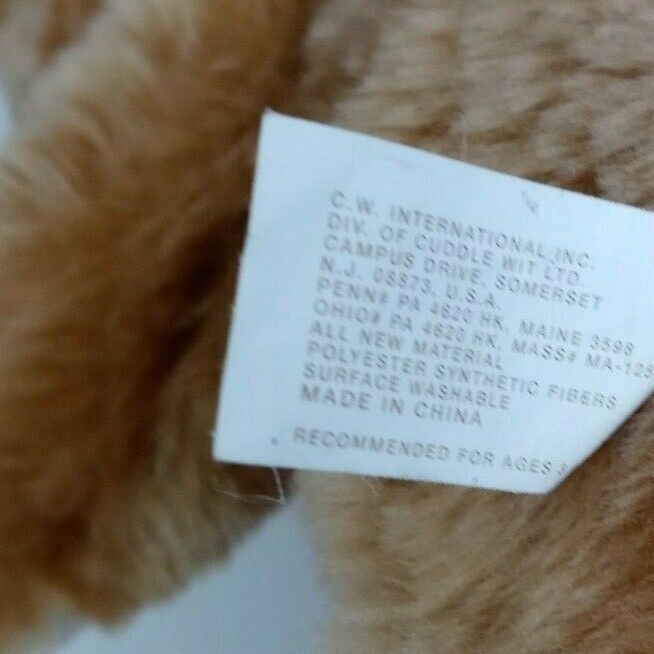 C.W. INTERNATIONAL,INC.
DIV. OF CUDDLE WIT LTD.
CAMPUS DRIVE, SOMERSET
N.J. 08873, U.S.A.
PENN# PA 4620 HK, MAINE 3598
OHIO# PA 4620 HK, MASS# MA-125
ALL NEW MATERIAL
POLYESTER SYNTHETIC FIBERS
SURFACE WASHABLE
MADE IN CHINA
RECOMMENDED FOR AGES 3